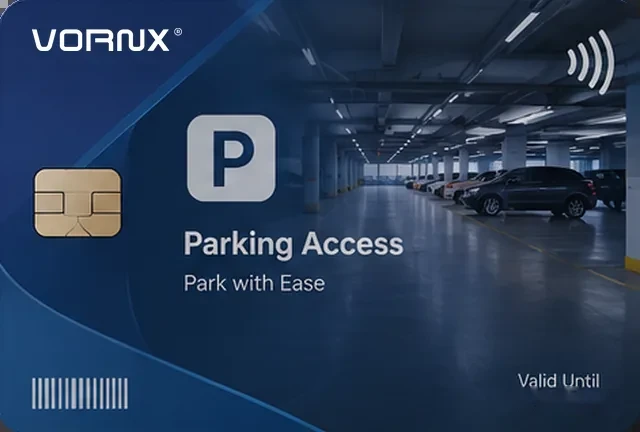 VORNX®
P
Parking Access
Park with Ease
Valid Until